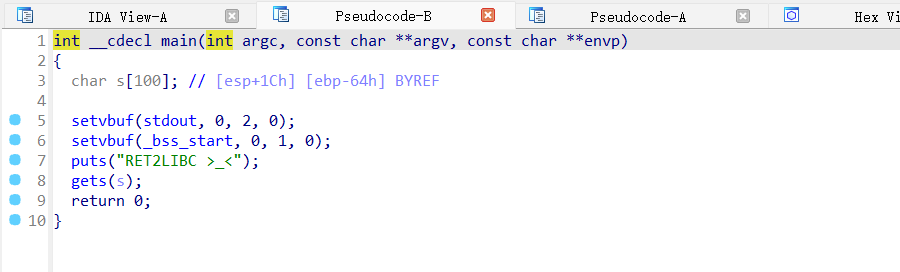 IDA View-A Pseudocode-B Pseudocode-A Hex Vi
1 int __cdecl main(int argc, const char **argv, const char **envp)
2 {
3 char s[100]; // [esp+1Ch] [ebp-64h] BYREF
4
5 setvbuf(stdout, 0, 2, 0);
6 setvbuf(_bss_start, 0, 1, 0);
7 puts("RET2LIBC >_<");
8 gets(s);
9 return 0;
10 }